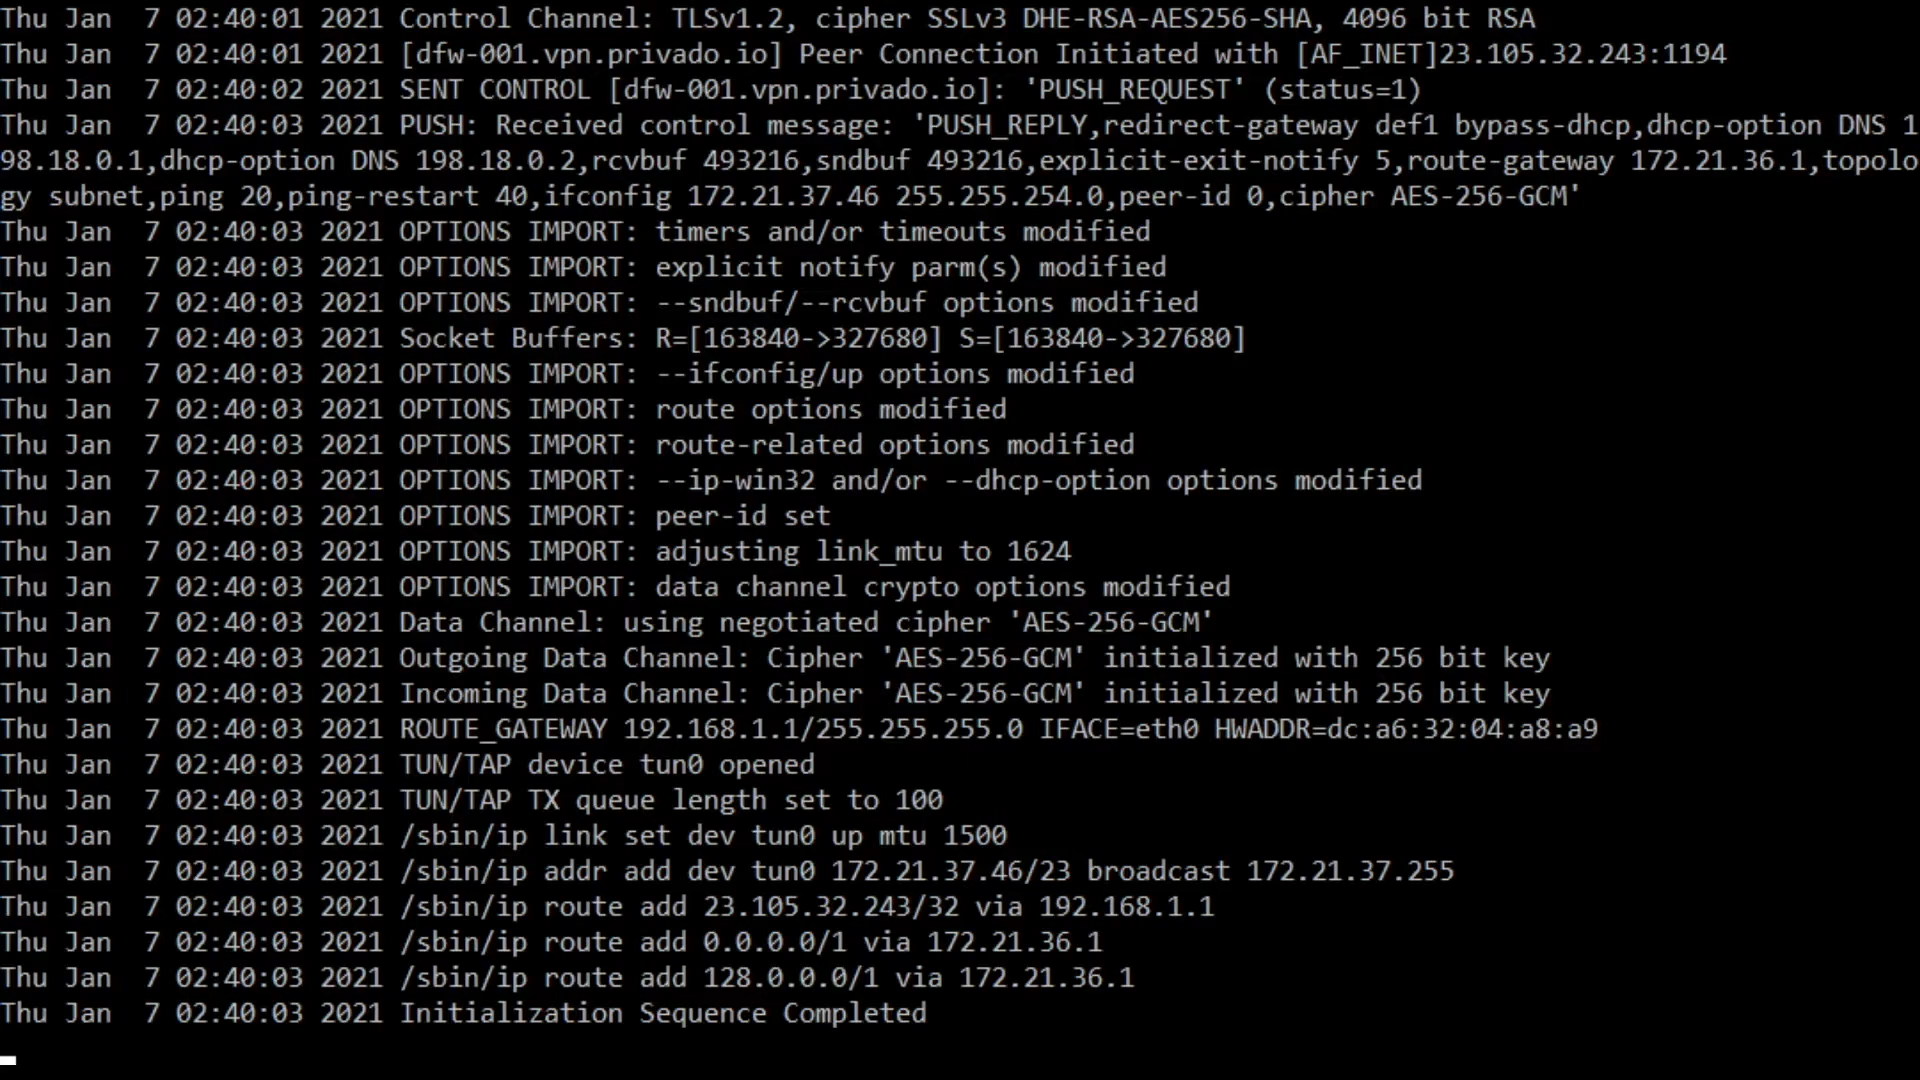 Thu Jan  7 02:40:01 2021 Control Channel: TLSv1.2, cipher SSLv3 DHE-RSA-AES256-SHA, 4096 bit RSA
Thu Jan  7 02:40:01 2021 [dfw-001.vpn.privado.io] Peer Connection Initiated with [AF_INET]23.105.32.243:1194
Thu Jan  7 02:40:02 2021 SENT CONTROL [dfw-001.vpn.privado.io]: 'PUSH_REQUEST' (status=1)
Thu Jan  7 02:40:03 2021 PUSH: Received control message: 'PUSH_REPLY,redirect-gateway def1 bypass-dhcp,dhcp-option DNS 1
98.18.0.1,dhcp-option DNS 198.18.0.2,rcvbuf 493216,sndbuf 493216,explicit-exit-notify 5,route-gateway 172.21.36.1,topolo
gy subnet,ping 20,ping-restart 40,ifconfig 172.21.37.46 255.255.254.0,peer-id 0,cipher AES-256-GCM'
Thu Jan  7 02:40:03 2021 OPTIONS IMPORT: timers and/or timeouts modified
Thu Jan  7 02:40:03 2021 OPTIONS IMPORT: explicit notify parm(s) modified
Thu Jan  7 02:40:03 2021 OPTIONS IMPORT: --sndbuf/--rcvbuf options modified
Thu Jan  7 02:40:03 2021 Socket Buffers: R=[163840->327680] S=[163840->327680]
Thu Jan  7 02:40:03 2021 OPTIONS IMPORT: --ifconfig/up options modified
Thu Jan  7 02:40:03 2021 OPTIONS IMPORT: route options modified
Thu Jan  7 02:40:03 2021 OPTIONS IMPORT: route-related options modified
Thu Jan  7 02:40:03 2021 OPTIONS IMPORT: --ip-win32 and/or --dhcp-option options modified
Thu Jan  7 02:40:03 2021 OPTIONS IMPORT: peer-id set
Thu Jan  7 02:40:03 2021 OPTIONS IMPORT: adjusting link_mtu to 1624
Thu Jan  7 02:40:03 2021 OPTIONS IMPORT: data channel crypto options modified
Thu Jan  7 02:40:03 2021 Data Channel: using negotiated cipher 'AES-256-GCM'
Thu Jan  7 02:40:03 2021 Outgoing Data Channel: Cipher 'AES-256-GCM' initialized with 256 bit key
Thu Jan  7 02:40:03 2021 Incoming Data Channel: Cipher 'AES-256-GCM' initialized with 256 bit key
Thu Jan  7 02:40:03 2021 ROUTE_GATEWAY 192.168.1.1/255.255.255.0 IFACE=eth0 HWADDR=dc:a6:32:04:a8:a9
Thu Jan  7 02:40:03 2021 TUN/TAP device tun0 opened
Thu Jan  7 02:40:03 2021 TUN/TAP TX queue length set to 100
Thu Jan  7 02:40:03 2021 /sbin/ip link set dev tun0 up mtu 1500
Thu Jan  7 02:40:03 2021 /sbin/ip addr add dev tun0 172.21.37.46/23 broadcast 172.21.37.255
Thu Jan  7 02:40:03 2021 /sbin/ip route add 23.105.32.243/32 via 192.168.1.1
Thu Jan  7 02:40:03 2021 /sbin/ip route add 0.0.0.0/1 via 172.21.36.1
Thu Jan  7 02:40:03 2021 /sbin/ip route add 128.0.0.0/1 via 172.21.36.1
Thu Jan  7 02:40:03 2021 Initialization Sequence Completed